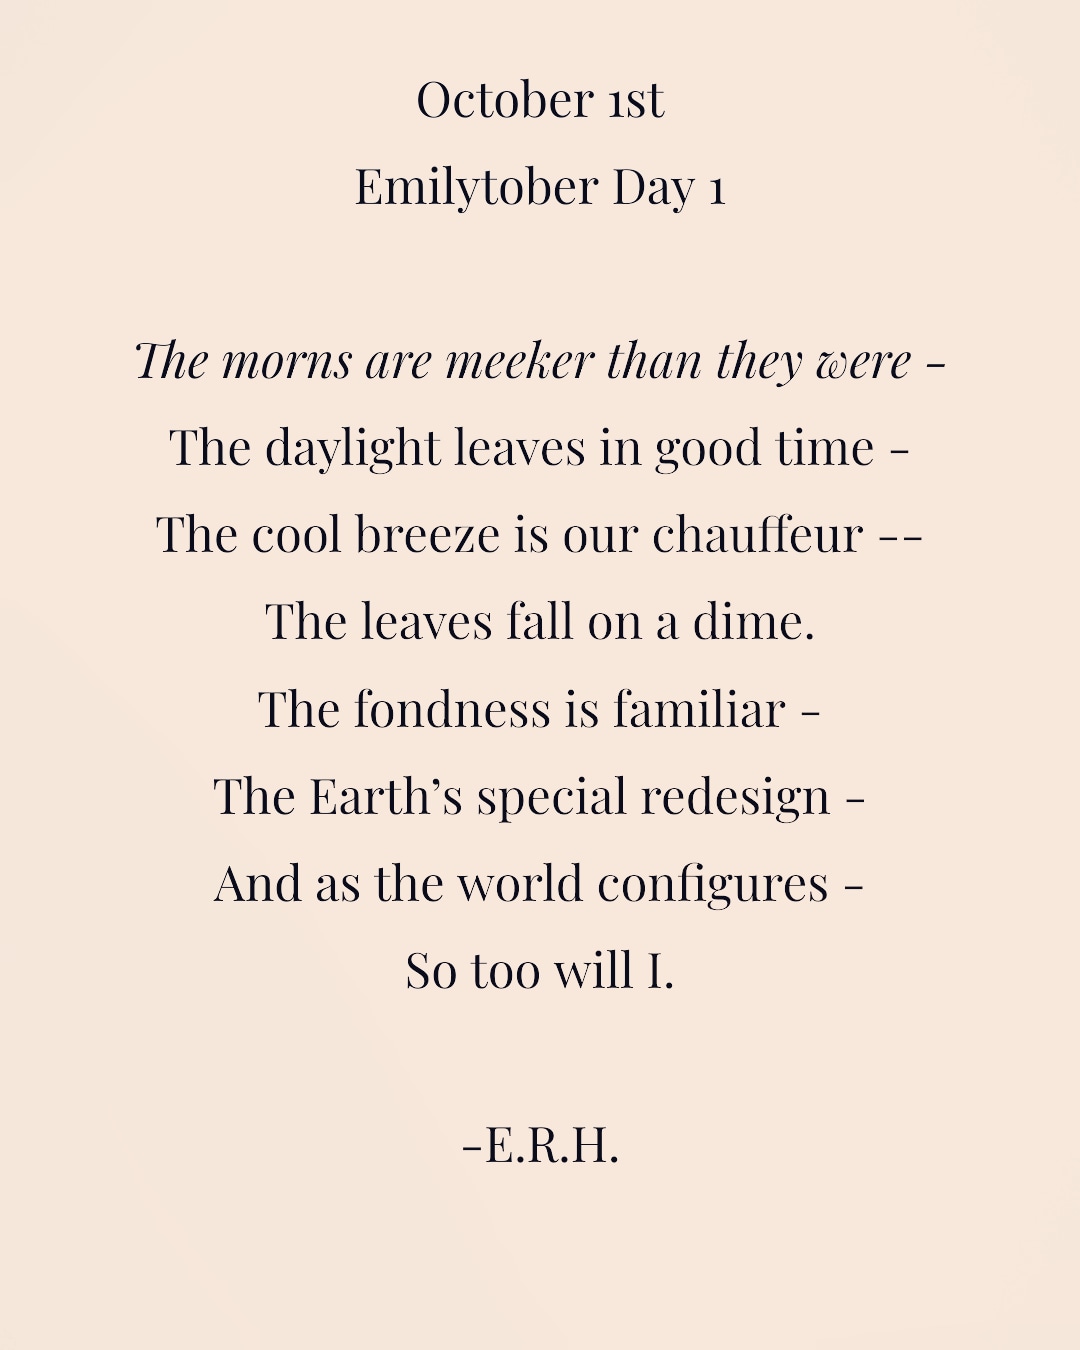 October 1st
Emilytober Day 1
The morns are meeker than they were -
The daylight leaves in good time -
The cool breeze is our chauffeur --
The leaves fall on a dime.
The fondness is familiar -
The Earth’s special redesign -
And as the world configures -
So too will I.
-E.R.H.